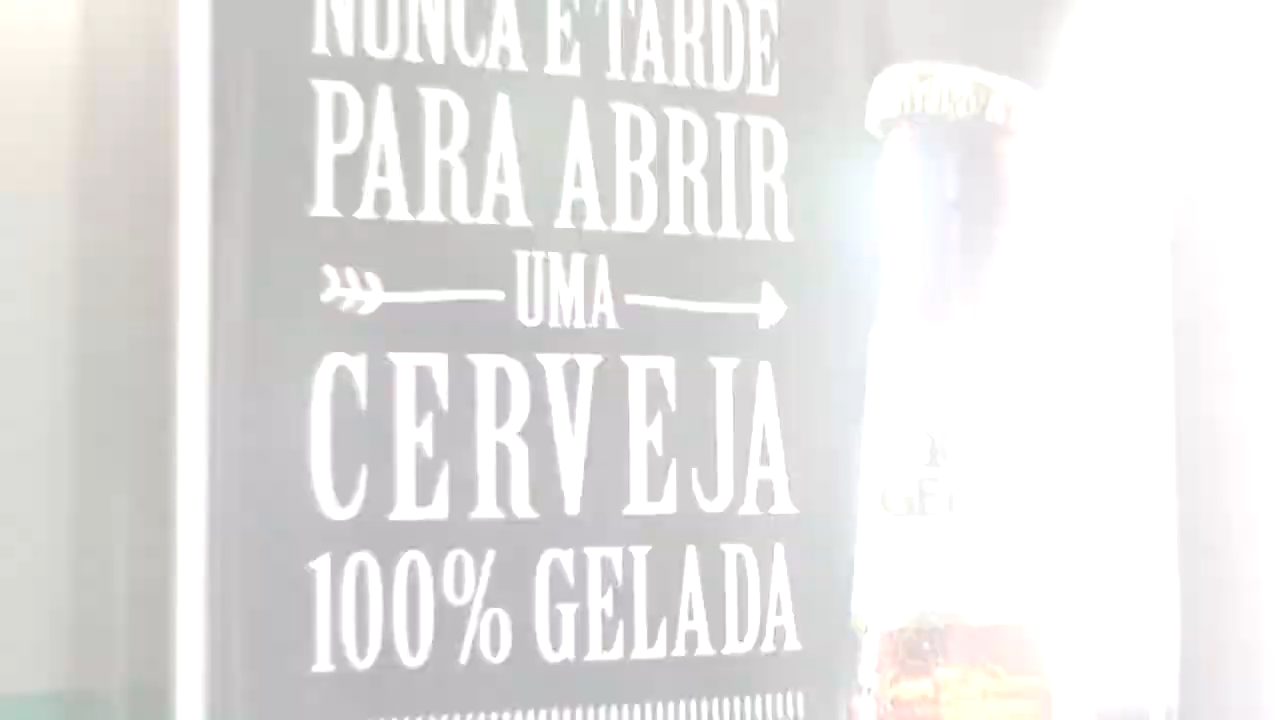 NUNCA É TARDE
PARA ABRIR
UMA
CERVEJA
100% GELADA